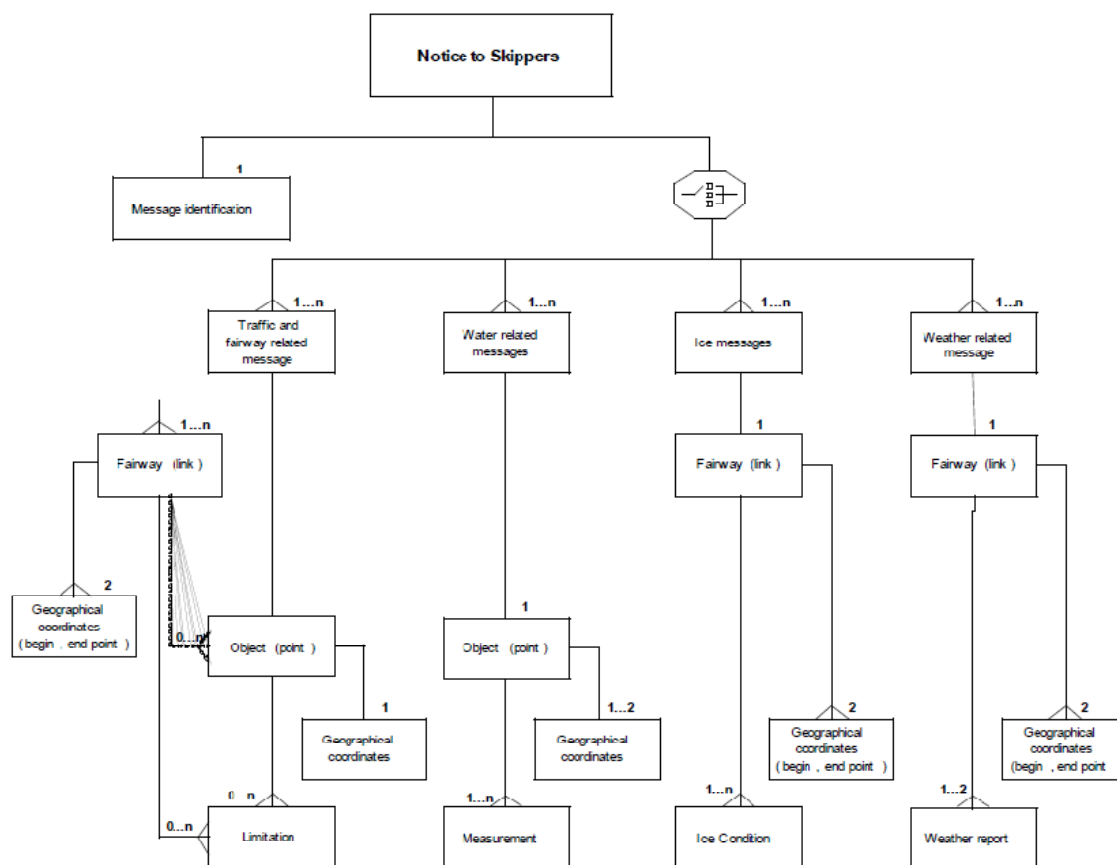 Notice to Skippers
1
Message identification
1...n
1...n
1...n
1...n
Traffic and
fairway related
message
Water related
messages
Ice messages
Weather related
message
1...n
1
1
Fairway (link )
Fairway (link )
Fairway (link )
2
Geographical
coordinates
( begin , end point )
0...n
Object (point )
1
Object (point )
1
Geographical
coordinates
1...2
Geographical
coordinates
2
Geographical
coordinates
( begin , end point )
2
Geographical
coordinates
(begin , end point
0...n
0...n
Limitation
1...n
Measurement
1...n
Ice Condition
1...2
Weather report